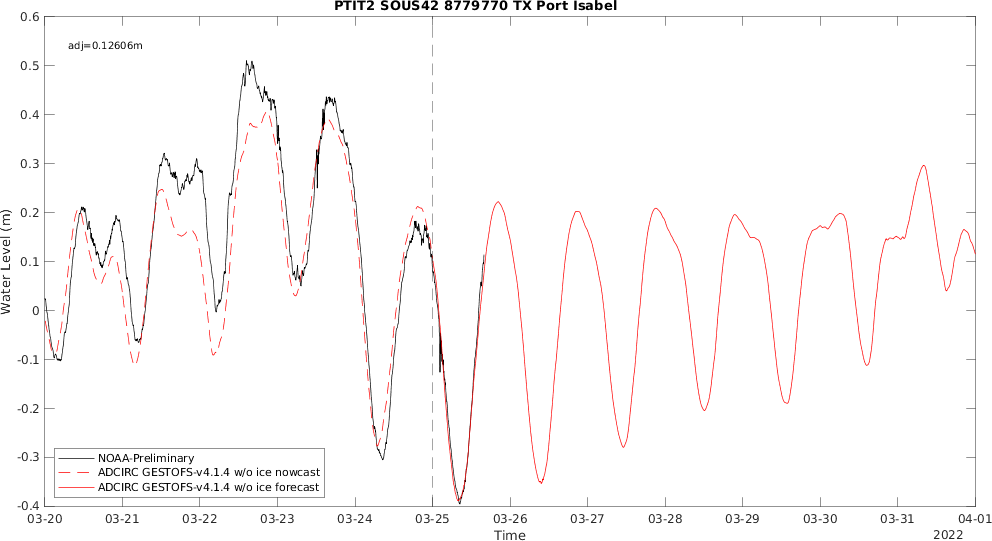 PTIT2 SOUS42 8779770 TX Port Isabel
adj=0.12606m
0.6
0.5
0.4
0.3
0.2
0.1
0
-0.1
-0.2
-0.3
-0.4
Water Level (m)
NOAA-Preliminary
ADCIRC GESTOFS-v4.1.4 w/o ice nowcast
ADCIRC GESTOFS-v4.1.4 w/o ice forecast
03-20 03-21 03-22 03-23 03-24 03-25 03-26 03-27 03-28 03-29 03-30 03-31 04-01
Time
2022